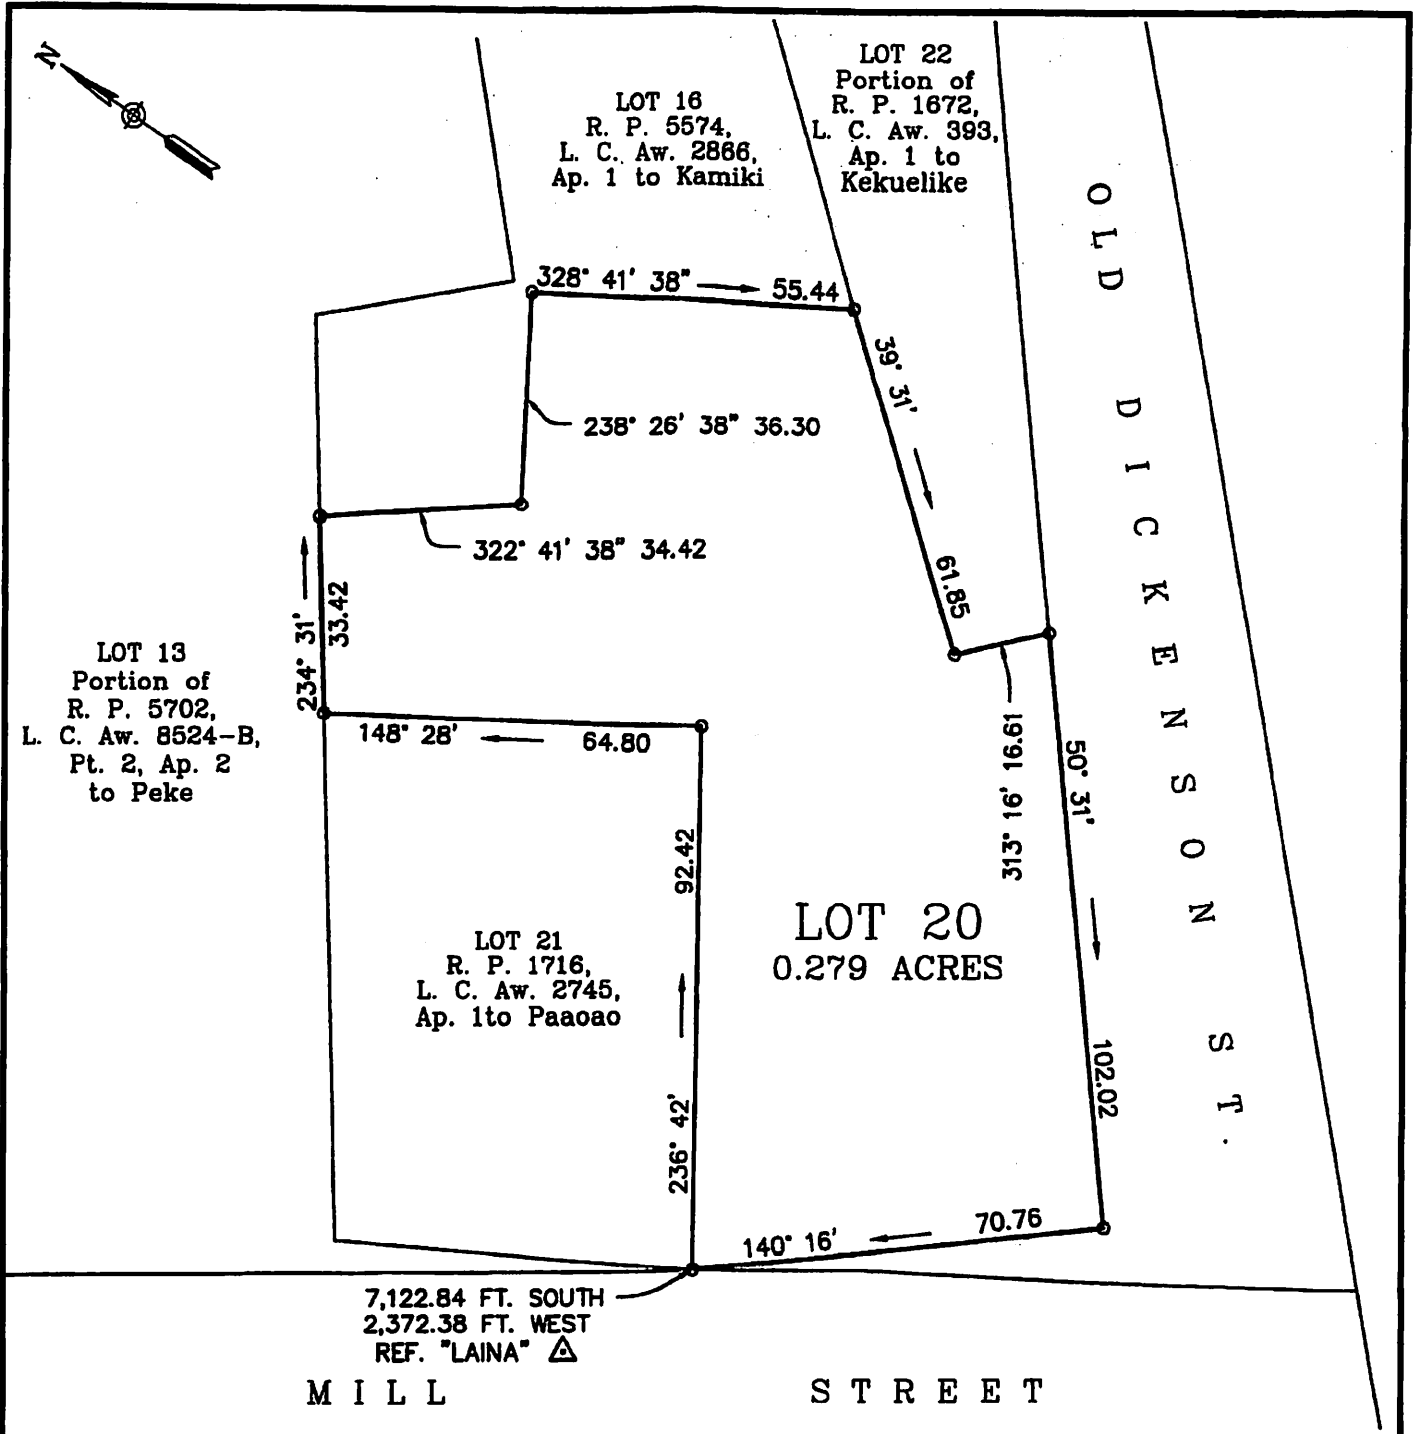 N
LOT 16
R. P. 5574,
L. C. Aw. 2866,
Ap. 1 to Kamiki
LOT 22
Portion of
R. P. 1672,
L. C. Aw. 393,
Ap. 1 to
Kekuelike
OLD DICKENSON ST.
328° 41' 38" 55.44
39° 31' 61.85
238° 26' 38" 36.30
322° 41' 38" 34.42
234° 31' 33.42
LOT 13
Portion of
R. P. 5702,
L. C. Aw. 8524-B,
Pt. 2, Ap. 2
to Peke
148° 28' 64.80
313° 16' 16.61
50° 31' 102.02
236° 42' 92.42
LOT 20
0.279 ACRES
LOT 21
R. P. 1716,
L. C. Aw. 2745,
Ap. 1to Paaoao
140° 16' 70.76
7,122.84 FT. SOUTH
2,372.38 FT. WEST
REF. "LAINA"
MILL STREET